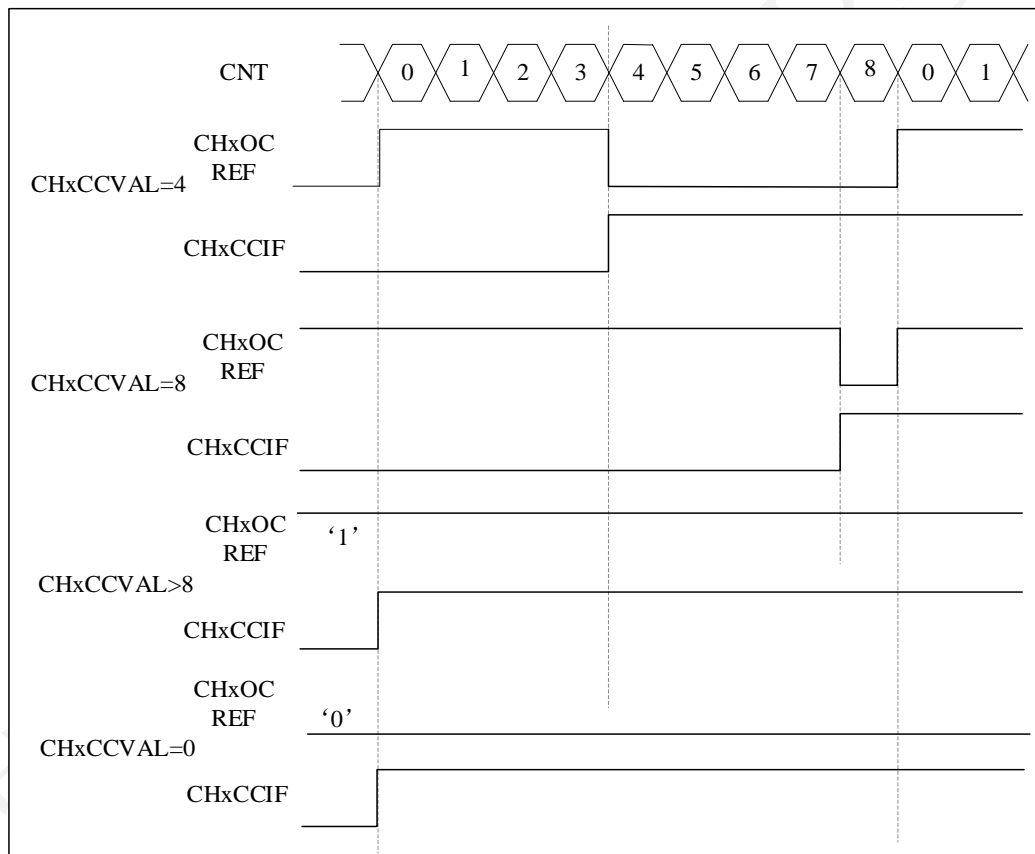 CNT 0 1 2 3 4 5 6 7 8 0 1
CHxOC
REF
CHxCCVAL=4
CHxCCIF
CHxOC
REF
CHxCCVAL=8
CHxCCIF
CHxOC
REF
‘1’
CHxCCVAL>8
CHxCCIF
CHxOC
REF
‘0’
CHxCCVAL=0
CHxCCIF